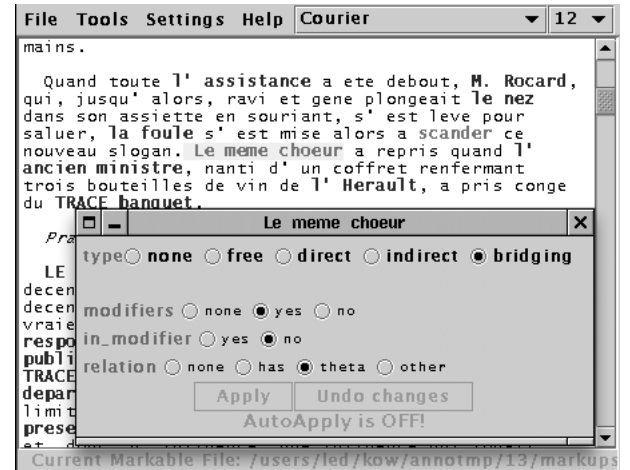 File Tools Settings Help Courier 12
mains.
Quand toute l' assistance a ete debout, M. Rocard,
qui, jusqu' alors, ravi et gene plongeait le nez
dans son assiette en souriant, s' est leve pour
saluer, la foule s' est mise alors a scander ce
nouveau slogan. Le meme choeur a repris quand l'
ancien ministre, nanti d' un coffret renfermant
trois bouteilles de vin de l' Herault, a pris conge
du TRACE banquet.
Le meme choeur
Pra
type none free direct indirect bridging
LE
decen
decen
modifiers none yes no
vraie
respo
in_modifier yes no
publi
relation none has theta other
TRACE
depar
Apply Undo changes
limit
AutoApply is OFF!
prese
Current Markable File: /users/led/kow/annotmp/13/markups